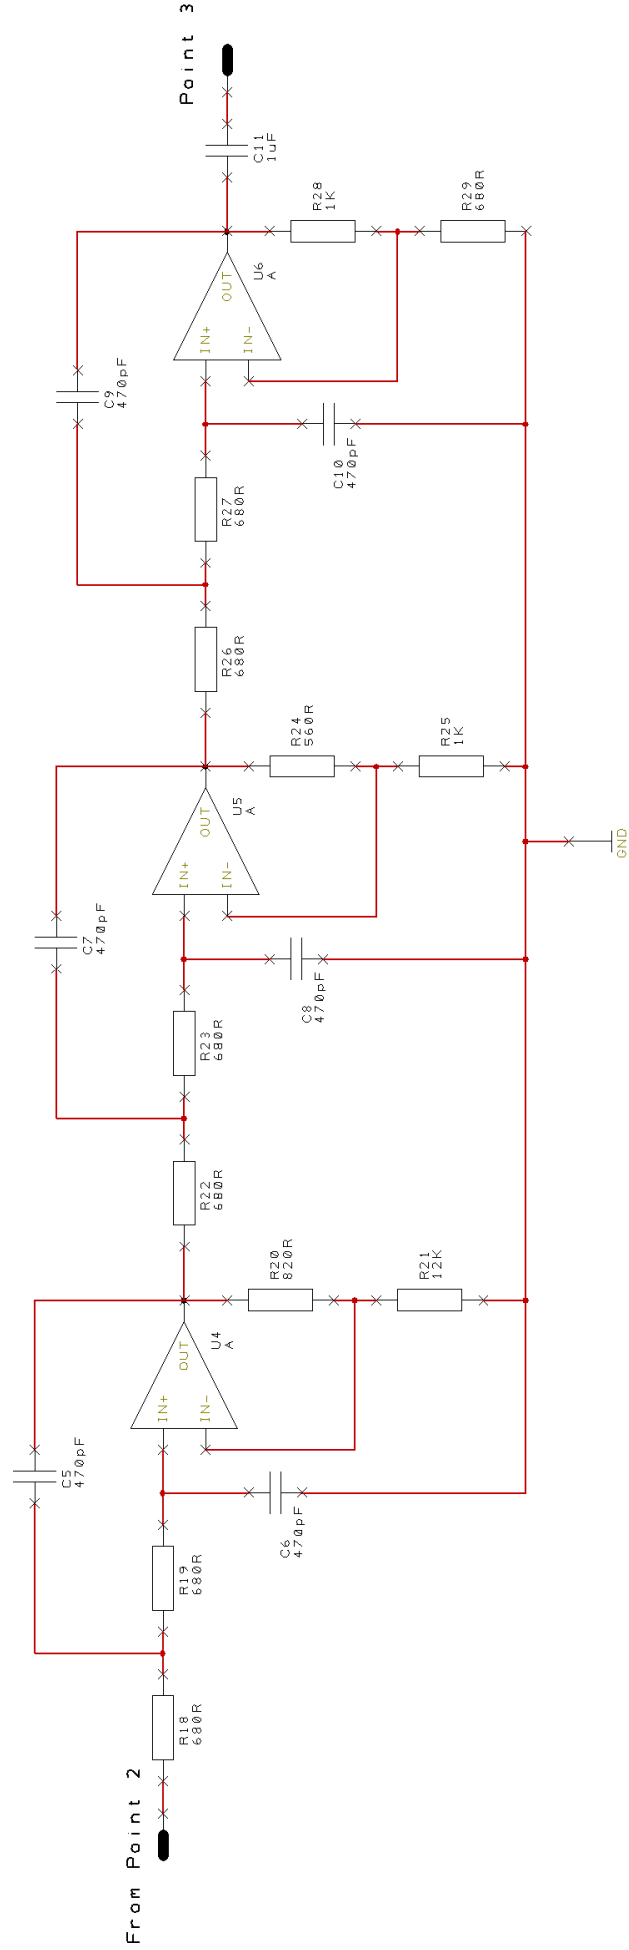 From Point 2
R18
680R
R19
680R
C5
470pF
C6
470pF
IN+
IN-
OUT
U4
A
R20
820R
R21
12K
R22
680R
R23
680R
C7
470pF
C8
470pF
IN+
IN-
OUT
U5
A
R24
560R
R25
1K
GND
R26
680R
R27
680R
C9
470pF
C10
470pF
IN+
IN-
OUT
U6
A
R28
1K
R29
680R
C11
1uF
Point 3